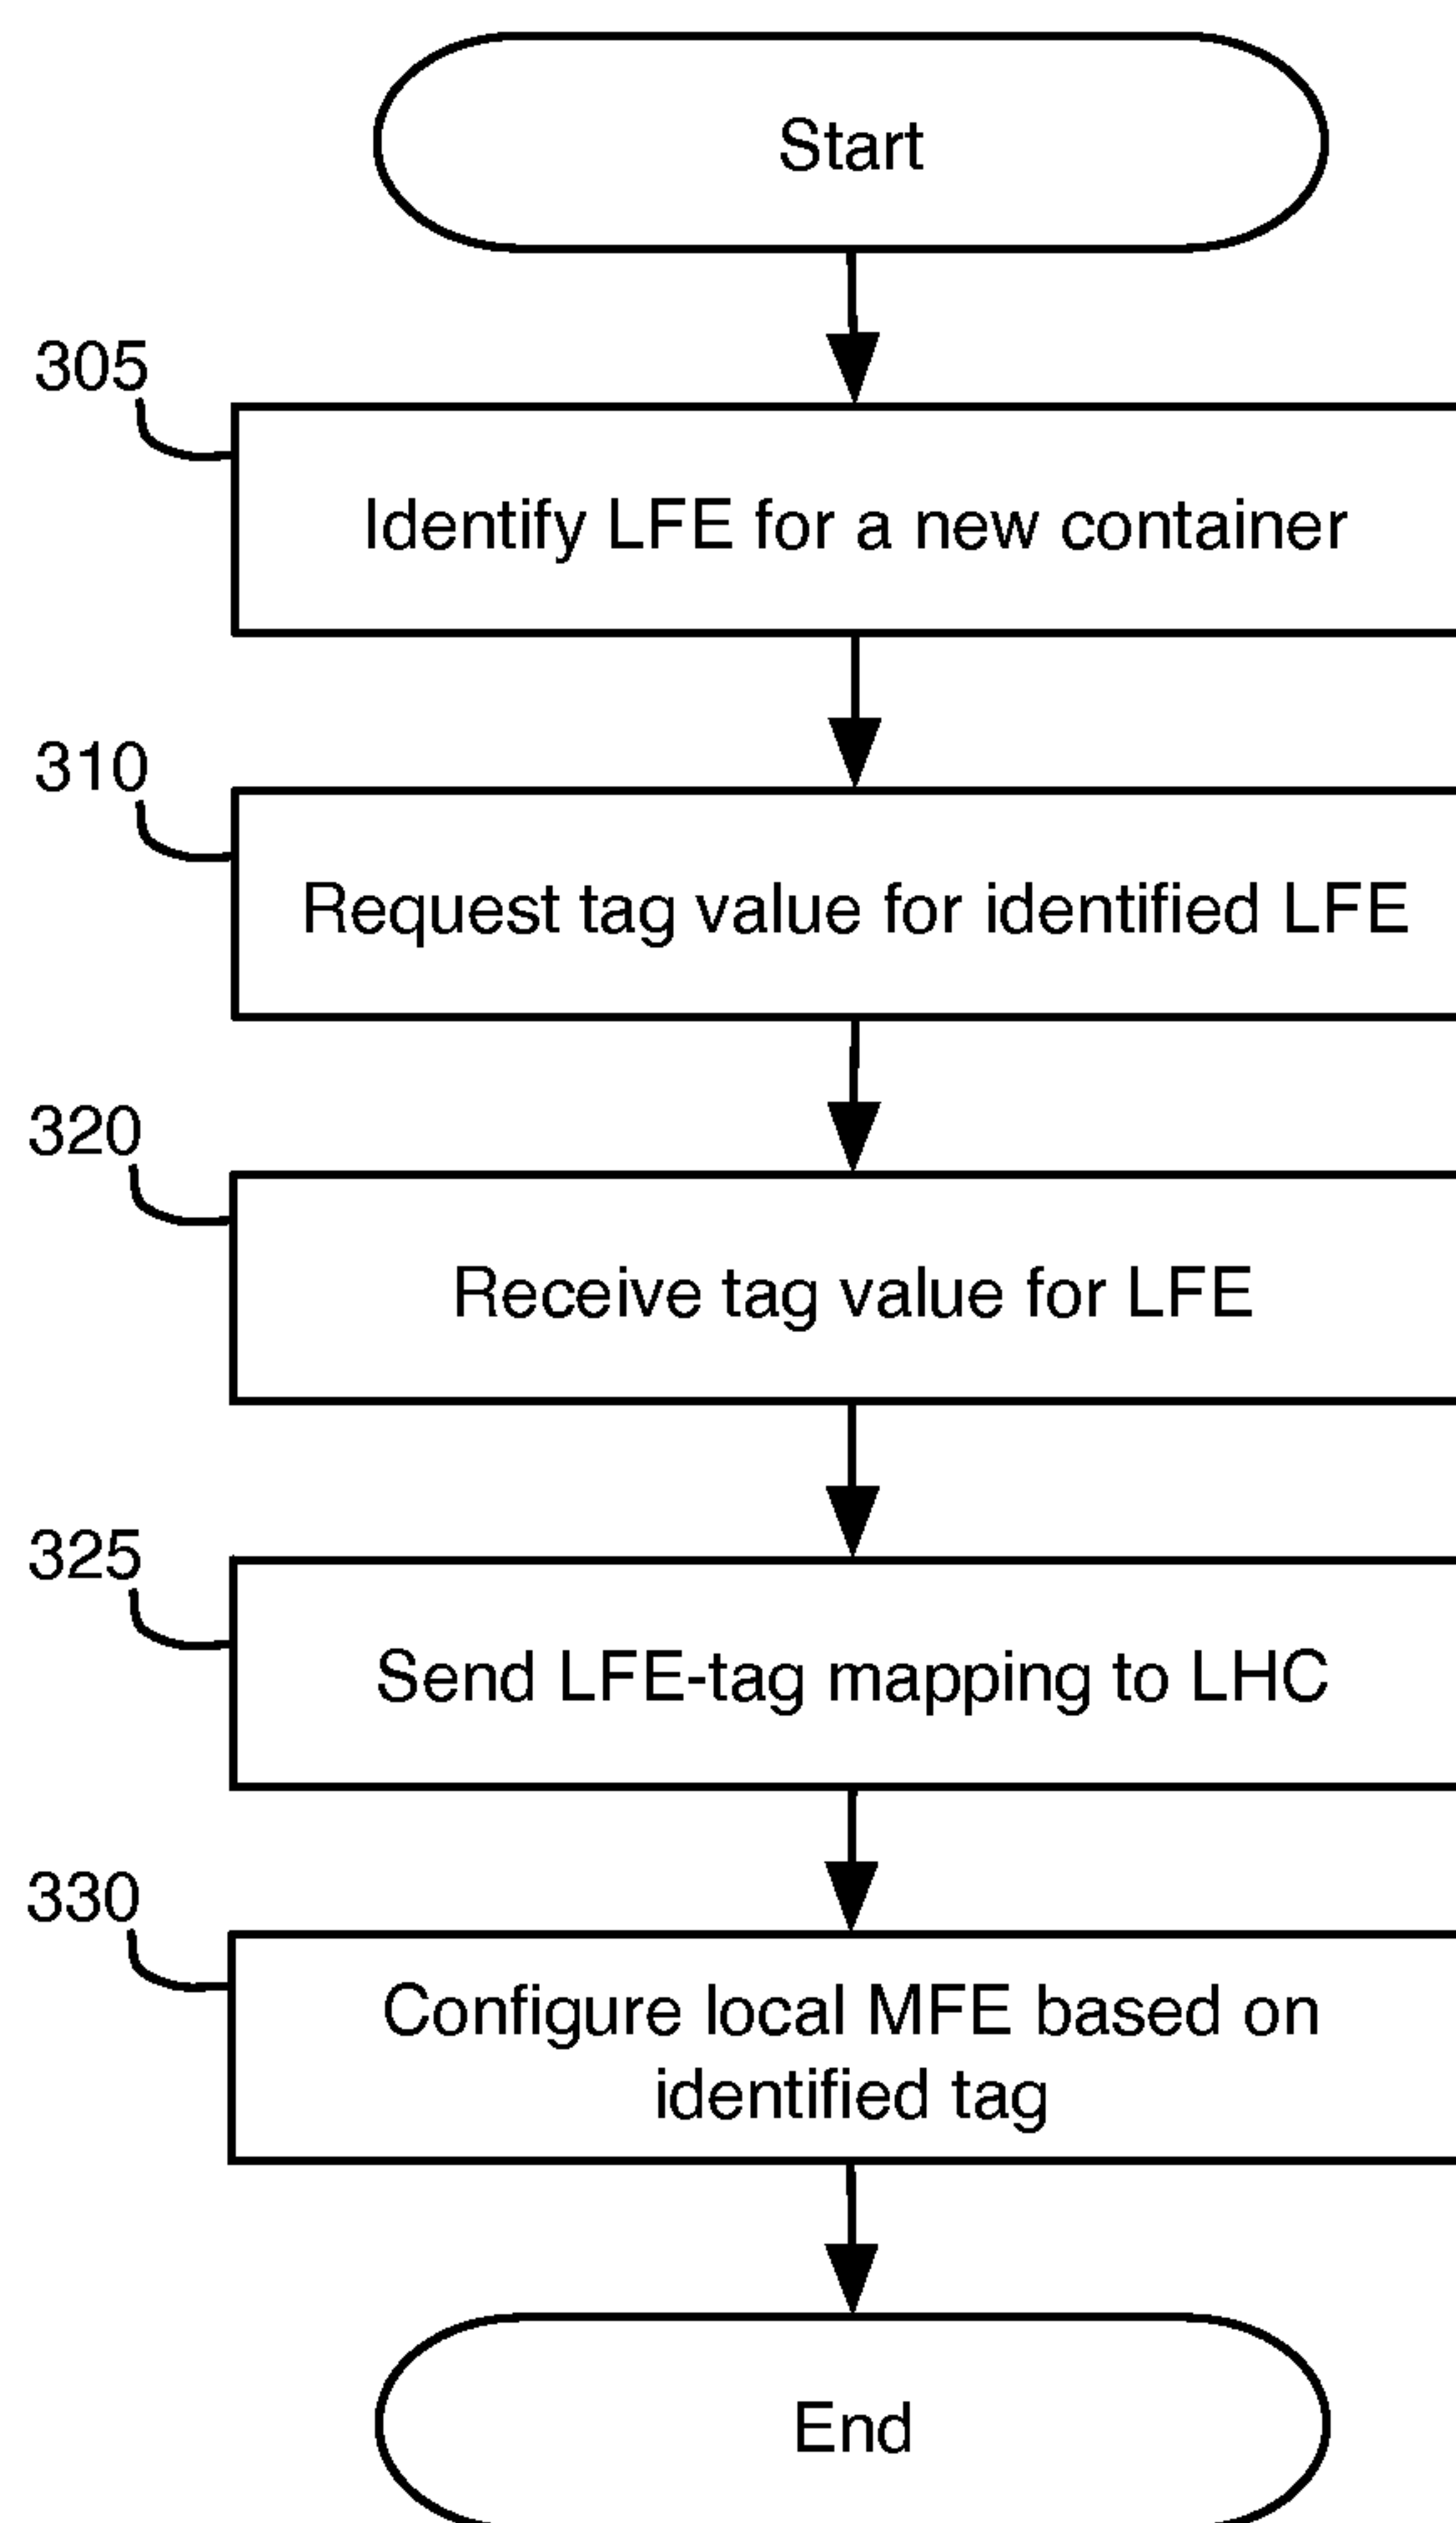 Start
305
Identify LFE for a new container
310
Request tag value for identified LFE
320
Receive tag value for LFE
325
Send LFE-tag mapping to LHC
330
Configure local MFE based on
identified tag
End